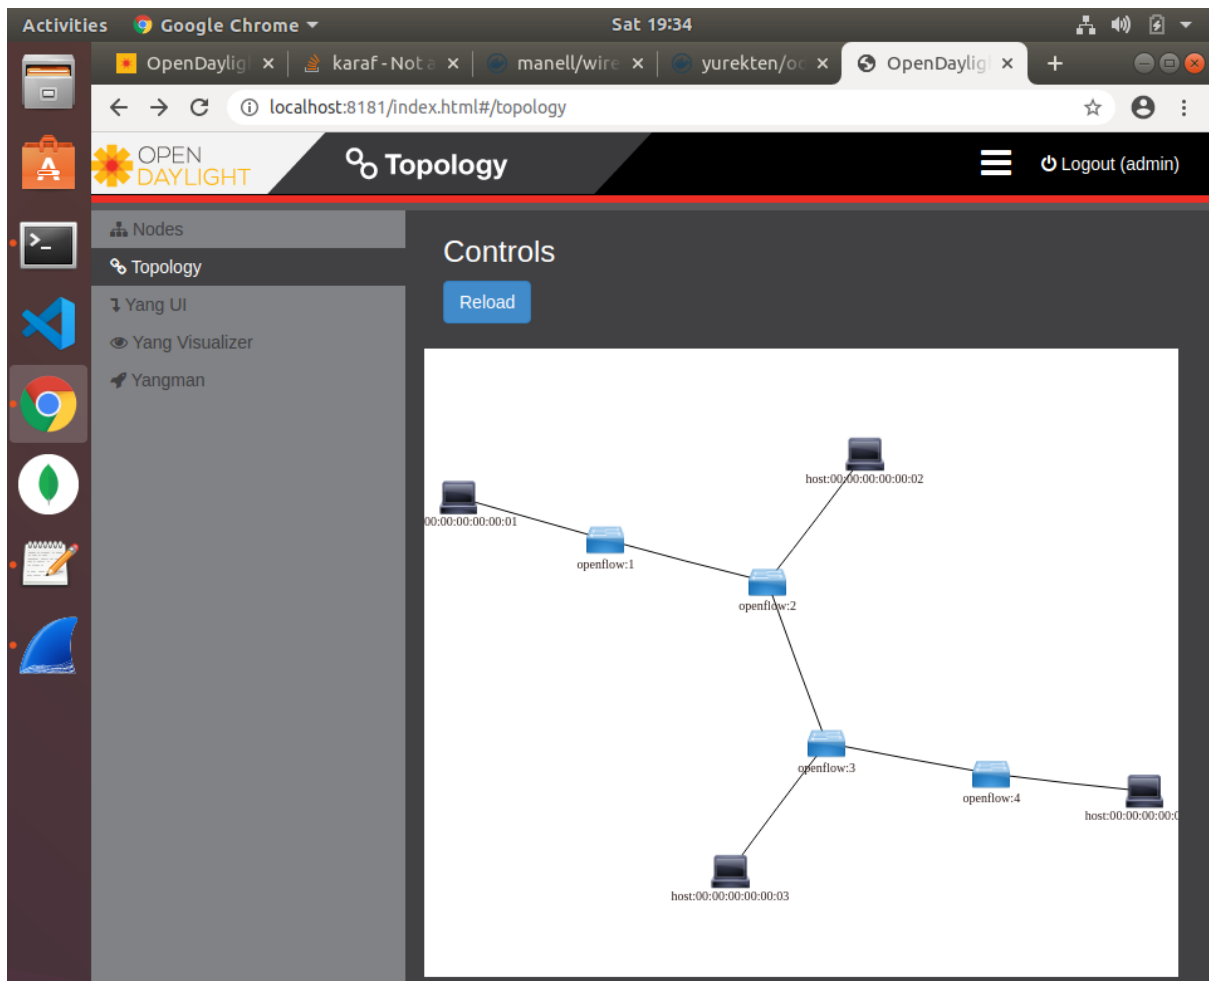 Activities Google Chrome Sat 19:34
OpenDaylig karaf - Not a manell/wire yurekten/oc OpenDaylig
localhost:8181/index.html#/topology
OPEN DAYLIGHT
Topology
Logout (admin)
Nodes
Topology
Yang UI
Yang Visualizer
Yangman
Controls
Reload
host:00:00:00:00:00:02
00:00:00:00:00:01
openflow:1
openflow:2
openflow:3
openflow:4
host:00:00:00:00:0
host:00:00:00:00:00:03